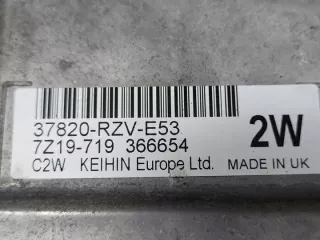 37820-RZV-E53
7Z19-719 366654 2W
C2W KEIHIN Europe Ltd. MADE IN UK